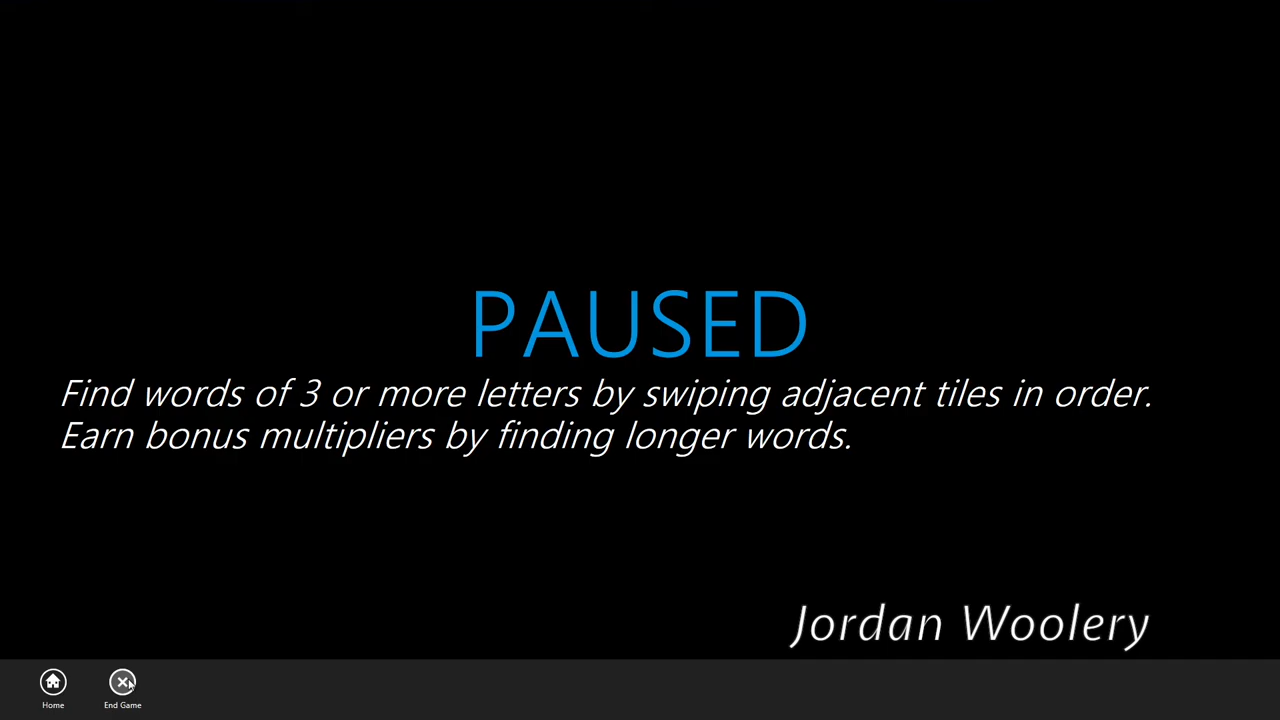 PAUSED
Find words of 3 or more letters by swiping adjacent tiles in order.
Earn bonus multipliers by finding longer words.
Jordan Woolery
Home
End Game